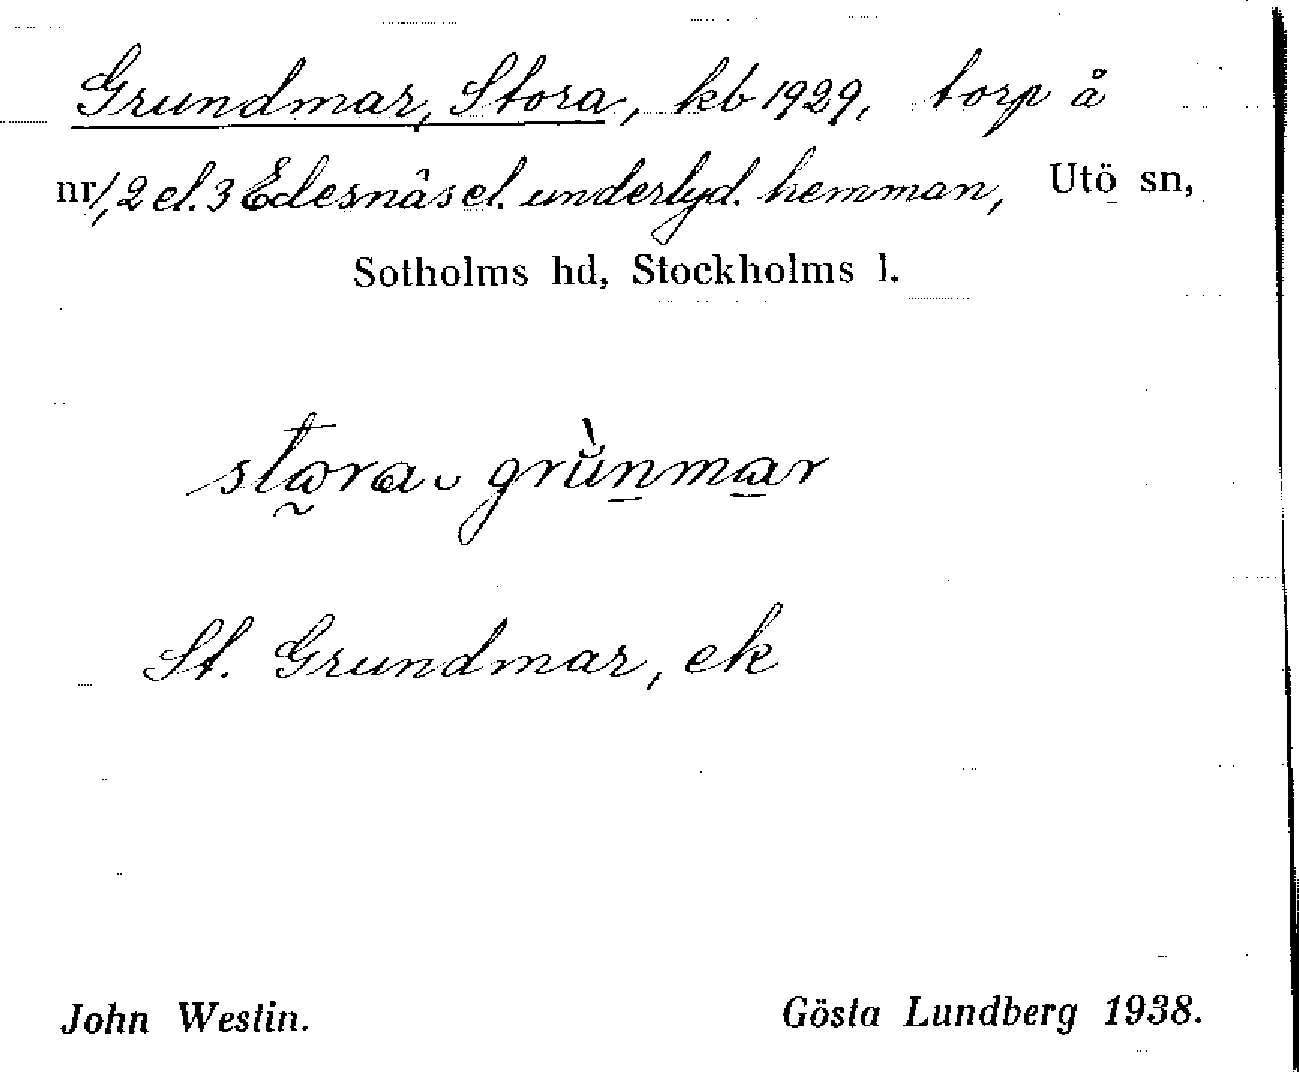 Grundmar, Stora, kb 1929, torp å
nr 1, 2 el. 3 Edesnäs el. underlyd. hemman, Utö sn,
Sotholms hd, Stockholms l.
stora grùnmar
St. Grundmar, ek
John Westin. Gösta Lundberg 1938.